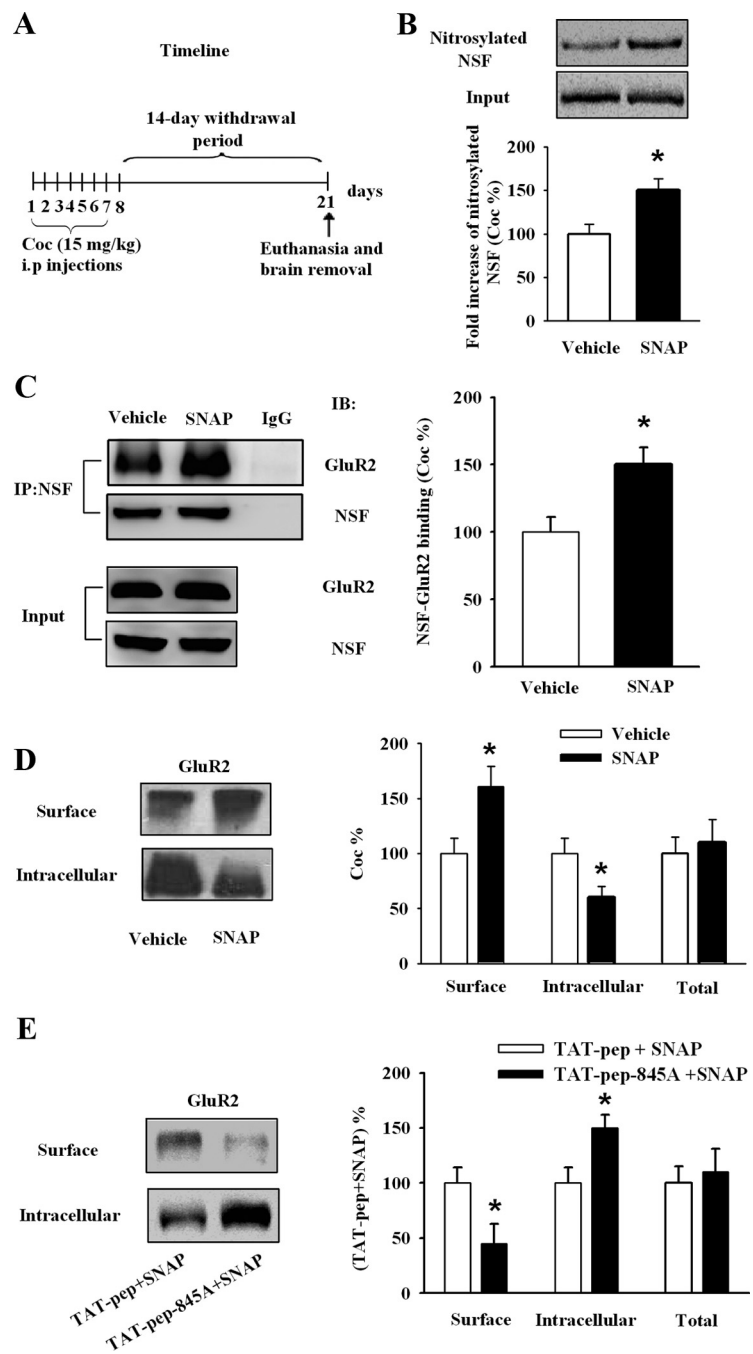 A
Timeline
14-day withdrawal
period
1 2 3 4 5 6 7 8
21
days
Coc (15 mg/kg)
i.p injections
Euthanasia and
brain removal
B
Nitrosylated
NSF
Input
Fold increase of nitrosylated
NSF (Coc %)
200
150
100
50
0
*
Vehicle SNAP
C
Vehicle SNAP IgG
IB:
IP:NSF
GluR2
NSF
Input
GluR2
NSF
NSF-GluR2 binding (Coc %)
200
150
100
50
0
*
Vehicle SNAP
D
GluR2
Surface
Intracellular
Vehicle SNAP
Vehicle
SNAP
Coc %
200
150
100
50
0
*
*
Surface Intracellular Total
E
GluR2
Surface
Intracellular
TAT-pep+SNAP
TAT-pep-845A+SNAP
TAT-pep + SNAP
TAT-pep-845A +SNAP
(TAT-pep+SNAP) %
200
150
100
50
0
*
*
Surface Intracellular Total